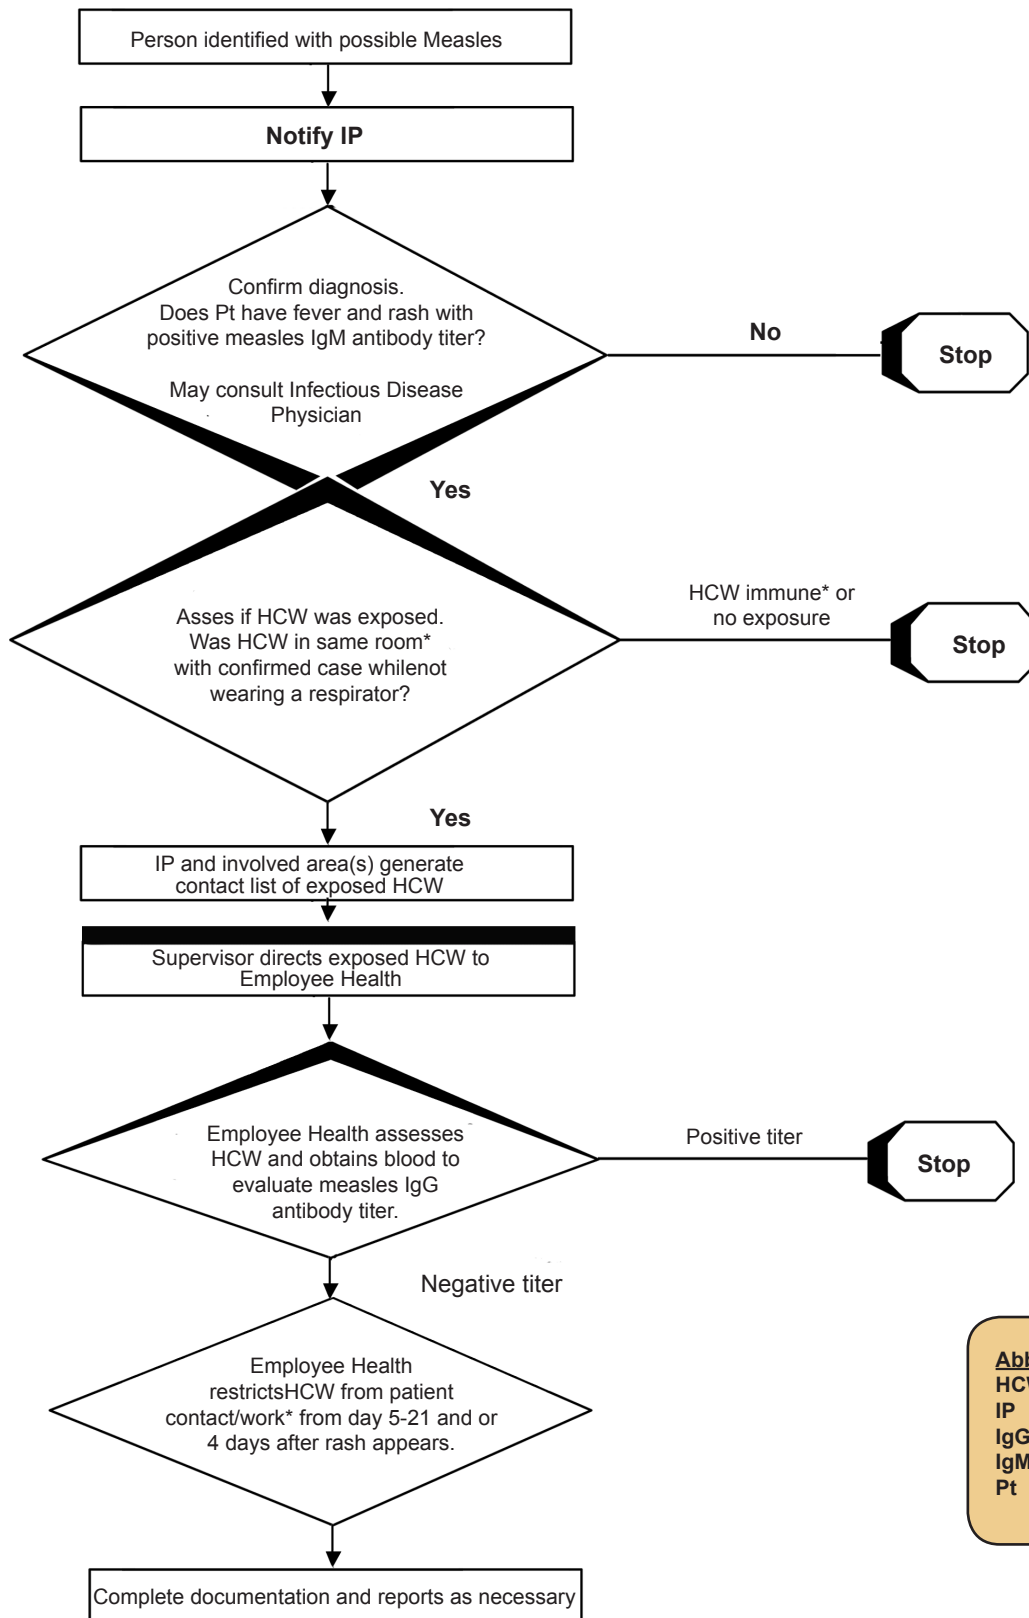 Person identified with possible Measles
Notify IP
Confirm diagnosis.
Does Pt have fever and rash with
positive measles IgM antibody titer?
May consult Infectious Disease
Physician
No
Stop
Yes
Asses if HCW was exposed.
Was HCW in same room*
with confirmed case whilenot
wearing a respirator?
HCW immune* or
no exposure
Stop
Yes
IP and involved area(s) generate
contact list of exposed HCW
Supervisor directs exposed HCW to
Employee Health
Employee Health assesses
HCW and obtains blood to
evaluate measles IgG
antibody titer.
Positive titer
Stop
Negative titer
Employee Health
restrictsHCW from patient
contact/work* from day 5-21 and or
4 days after rash appears.
IP
IgG
Pt
Complete documentation and reports as necessary